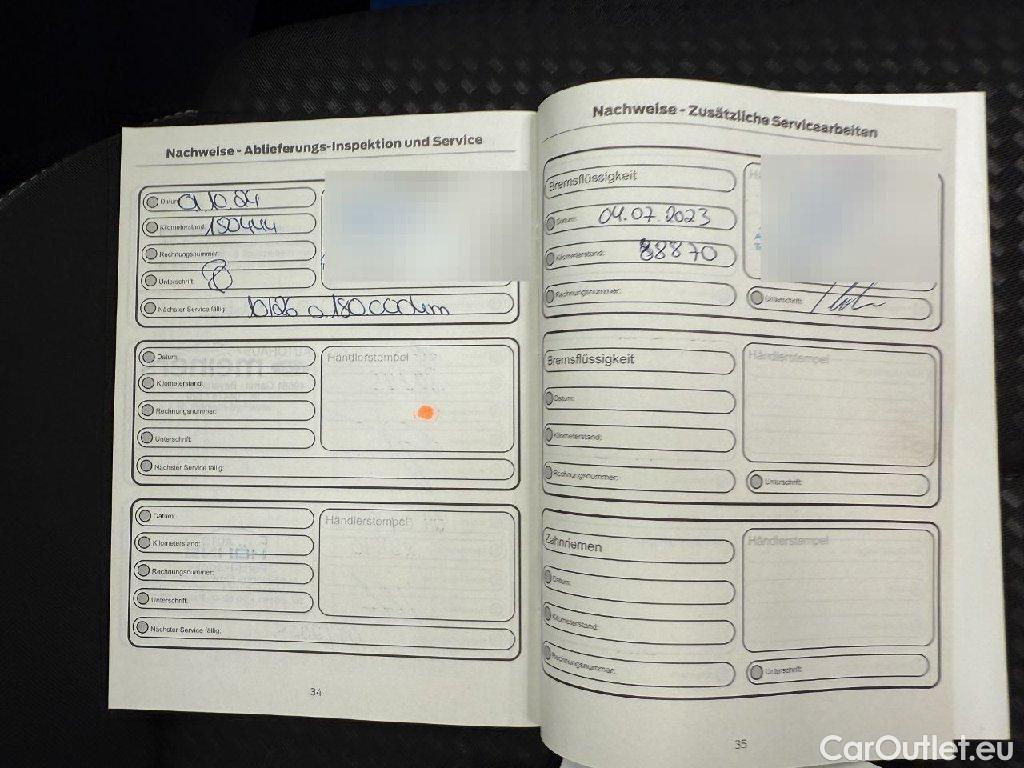 Nachweise - Ablieferungs-Inspektion und Service
Datum:
Kilometerstand: 150444
Rechnungsnummer:
Unterschrift:
Nächster Service fällig:
Datum:
Händlerstempel
Kilometerstand:
Rechnungsnummer:
Unterschrift:
Nächster Service fällig:
Datum:
Händlerstempel
Kilometerstand:
Rechnungsnummer:
Unterschrift:
Nächster Service fällig:
34
Nachweise - Zusätzliche Servicearbeiten
Bremsflüssigkeit
Datum: 04.07.2023
Kilometerstand: 88870
Rechnungsnummer:
Unterschrift:
Bremsflüssigkeit
Händlerstempel
Datum:
Kilometerstand:
Rechnungsnummer:
Unterschrift:
Zahnriemen
Händlerstempel
Datum:
Kilometerstand:
Rechnungsnummer:
Unterschrift:
35
CarOutlet.eu